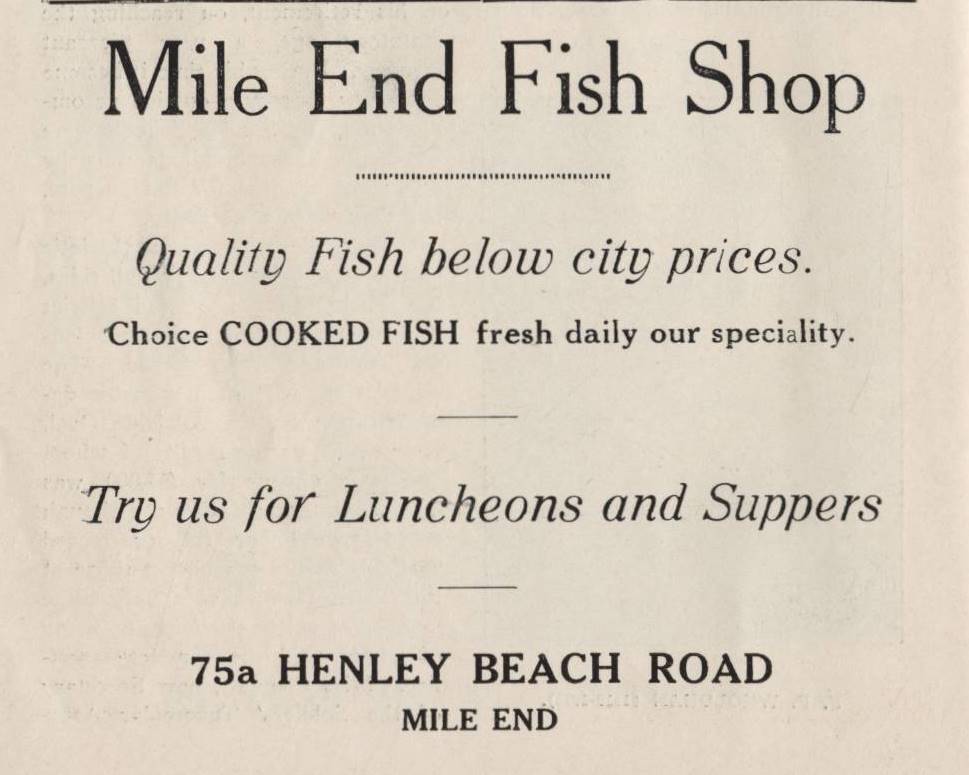 Mile End Fish Shop
Quality Fish below city prices.
Choice COOKED FISH fresh daily our speciality.
Try us for Luncheons and Suppers
75a HENLEY BEACH ROAD
MILE END